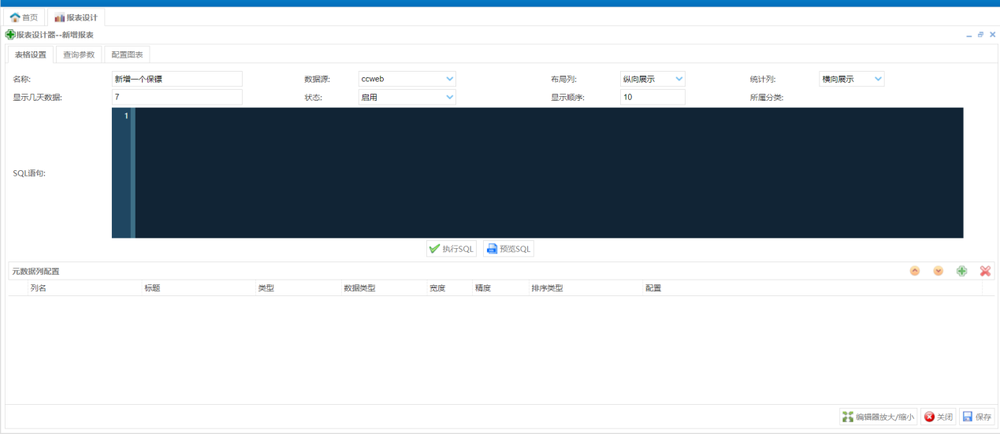 首页 报表设计
报表设计器--新增报表
表格设置 查询参数 配置图表
名称: 新增一个保镖 数据源: ccweb 布局列: 纵向展示 统计列: 横向展示
显示几天数据: 7 状态: 启用 显示顺序: 10 所属分类:
1
SQL语句:
执行SQL 预览SQL
元数据列配置
列名 标题 类型 数据类型 宽度 精度 排序类型 配置
编辑器放大/缩小 关闭 保存